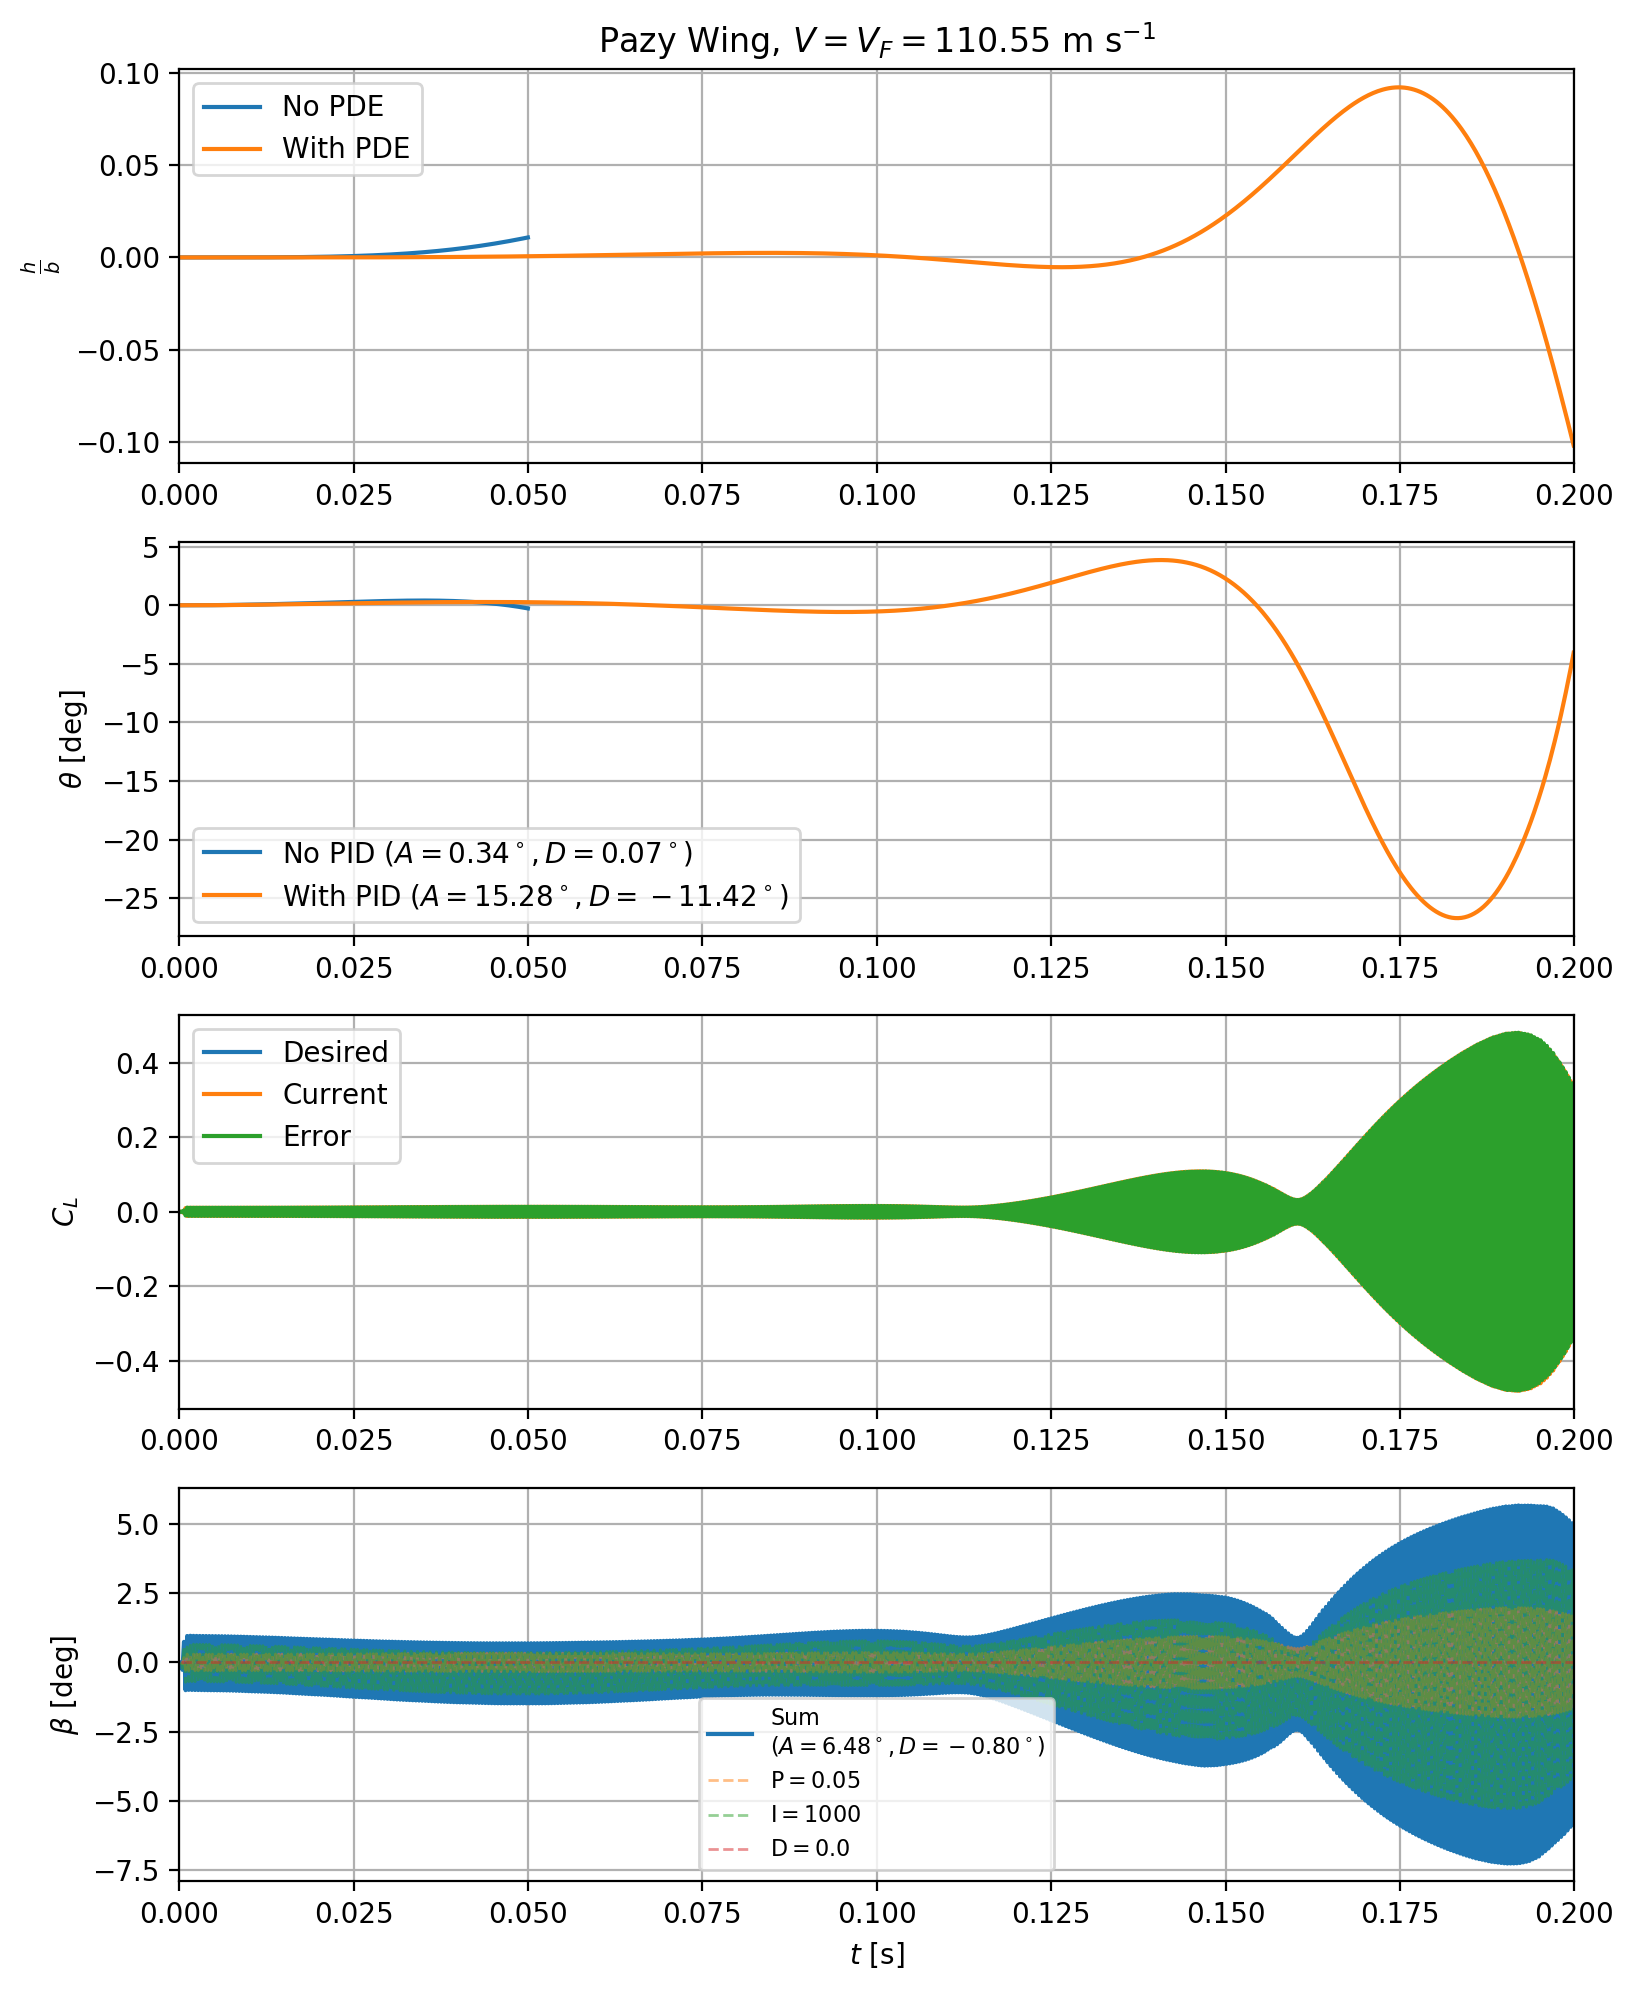 Pazy Wing, V = V_F = 110.55 m s⁻¹
0.10
0.05
0.00
−0.05
−0.10
h/b
No PDE
With PDE
0.000 0.025 0.050 0.075 0.100 0.125 0.150 0.175 0.200
5
0
−5
−10
−15
−20
−25
θ [deg]
No PID (A = 0.34°, D = 0.07°)
With PID (A = 15.28°, D = −11.42°)
0.000 0.025 0.050 0.075 0.100 0.125 0.150 0.175 0.200
0.4
0.2
0.0
−0.2
−0.4
C_L
Desired
Current
Error
0.000 0.025 0.050 0.075 0.100 0.125 0.150 0.175 0.200
5.0
2.5
0.0
−2.5
−5.0
−7.5
β [deg]
Sum
(A = 6.48°, D = −0.80°)
P = 0.05
I = 1000
D = 0.0
0.000 0.025 0.050 0.075 0.100 0.125 0.150 0.175 0.200
t [s]